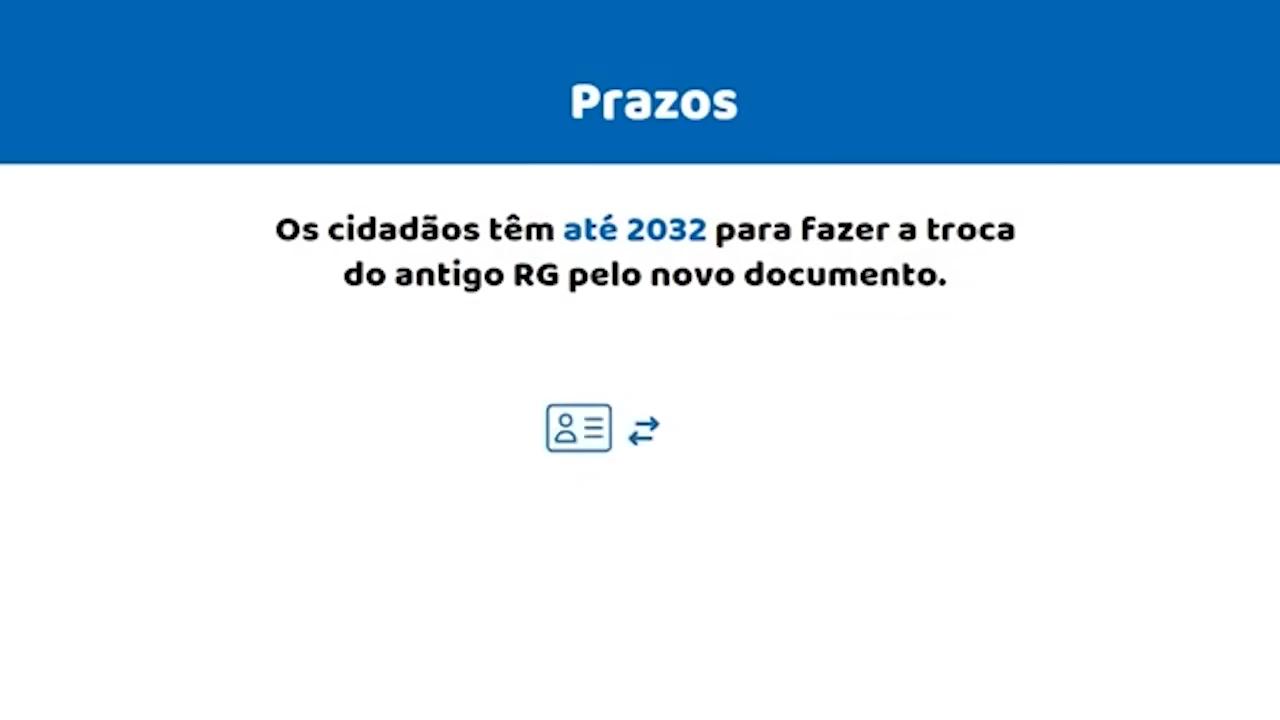 Prazos
Os cidadãos têm até 2032 para fazer a troca
do antigo RG pelo novo documento.